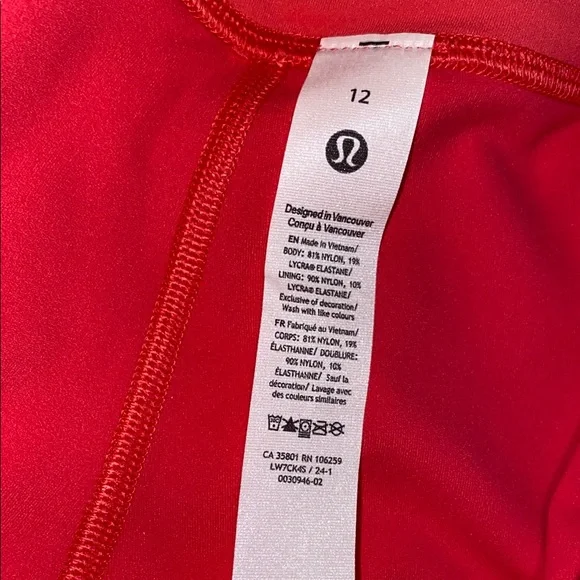 12
Designed in Vancouver
Conçu à Vancouver
EN Made in Vietnam/
BODY: 81% NYLON, 19%
LYCRA® ELASTANE/
LINING: 90% NYLON, 10%
LYCRA® ELASTANE/
Exclusive of decoration/
Wash with like colours
FR Fabriqué au Vietnam/
CORPS: 81% NYLON, 19%
ÉLASTHANNE/ DOUBLURE:
90% NYLON, 10%
ÉLASTHANNE/ Sauf la
décoration/ Lavage avec
des couleurs similaires
CA 35801 RN 106259
LW7CK4S / 24-1
0030946-02